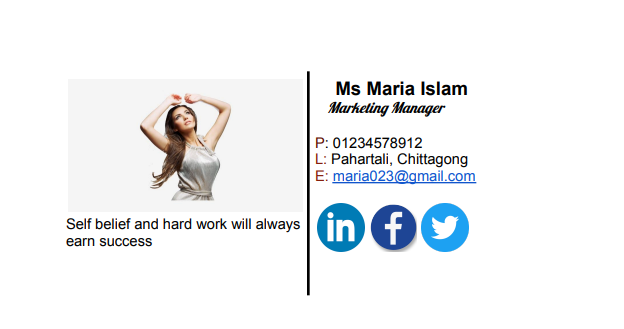 Self belief and hard work will always
earn success
Ms Maria Islam
Marketing Manager
P: 01234578912
L: Pahartali, Chittagong
E: maria023@gmail.com
in f